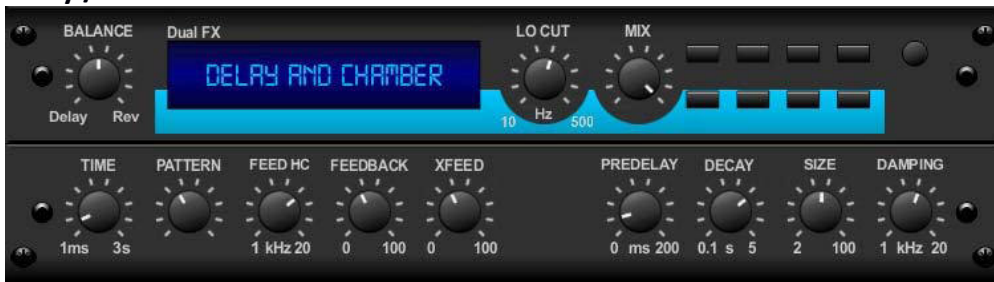 BALANCE Dual FX LO CUT MIX
DELAY AND CHAMBER
Delay Rev 10 Hz 500
TIME PATTERN FEED HC FEEDBACK XFEED PREDELAY DECAY SIZE DAMPING
1ms 3s 1 kHz 20 0 100 0 100 0 ms 200 0.1 s 5 2 100 1 kHz 20